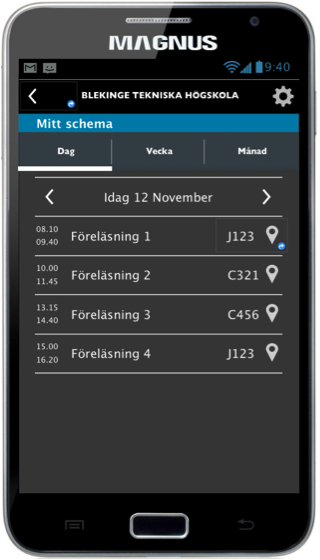 MAGNUS
9:40
BLEKINGE TEKNISKA HÖGSKOLA
Mitt schema
Dag Vecka Månad
Idag 12 November
08.10
09.40
Föreläsning 1 J123
10.00
11.45
Föreläsning 2 C321
13.15
14.40
Föreläsning 3 C456
15.00
16.20
Föreläsning 4 J123